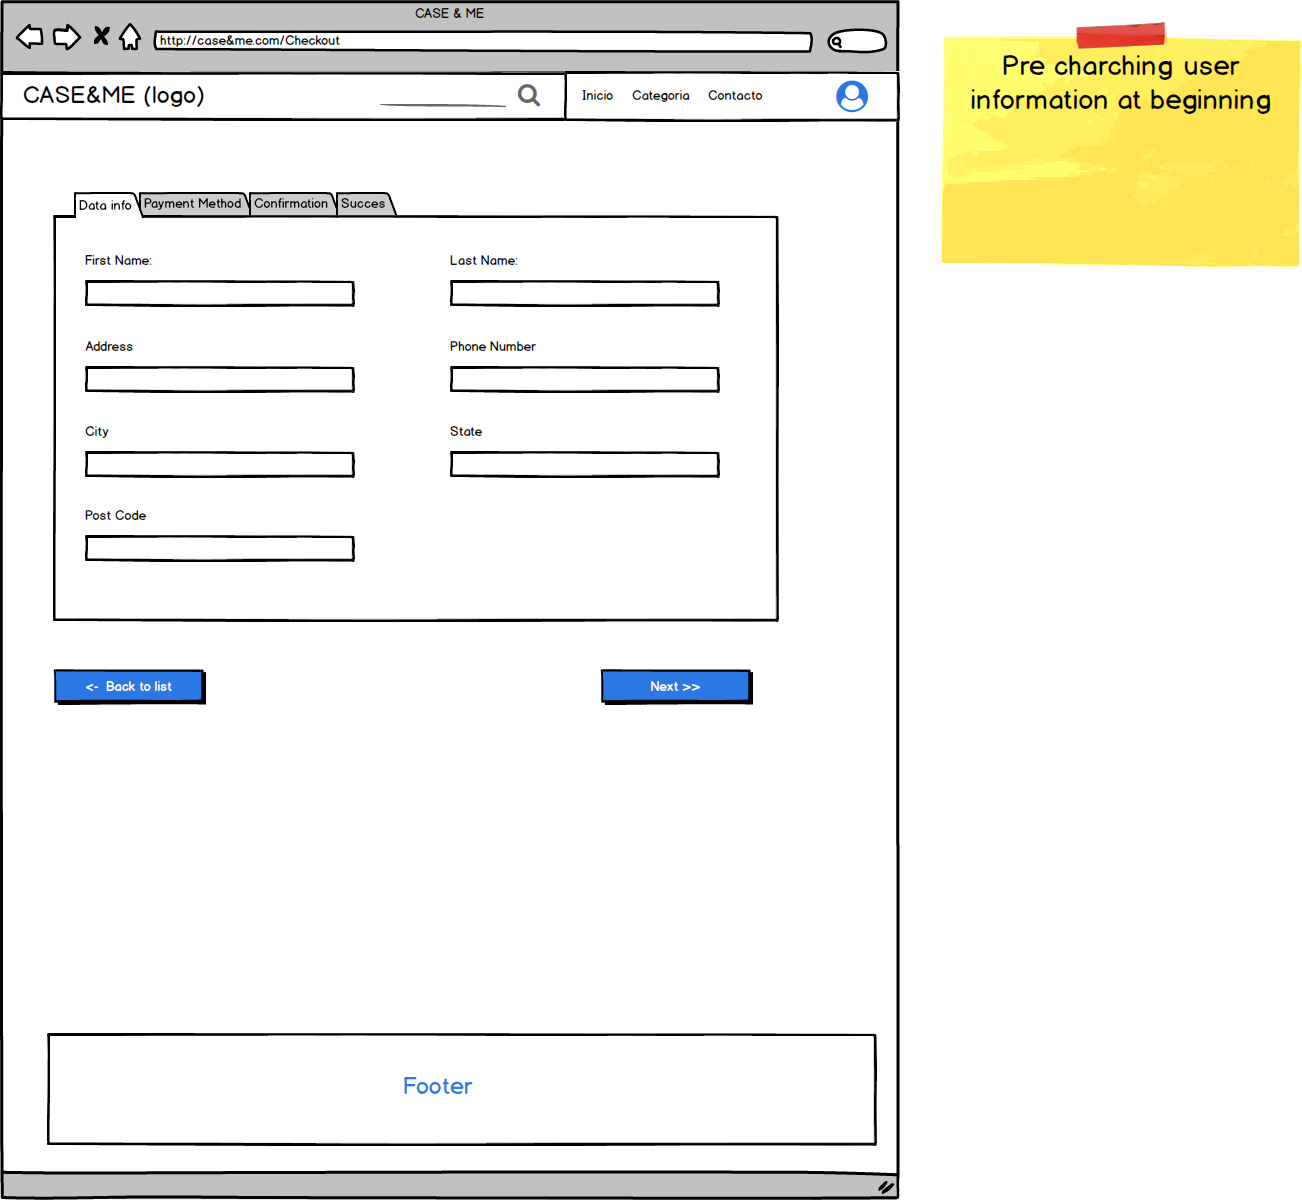 CASE & ME
http://case&me.com/Checkout
CASE&ME (logo)
Inicio Categoria Contacto
Data info Payment Method Confirmation Succes
First Name: Last Name:
Address Phone Number
City State
Post Code
<- Back to list Next >>
Footer
Pre charching user
information at beginning